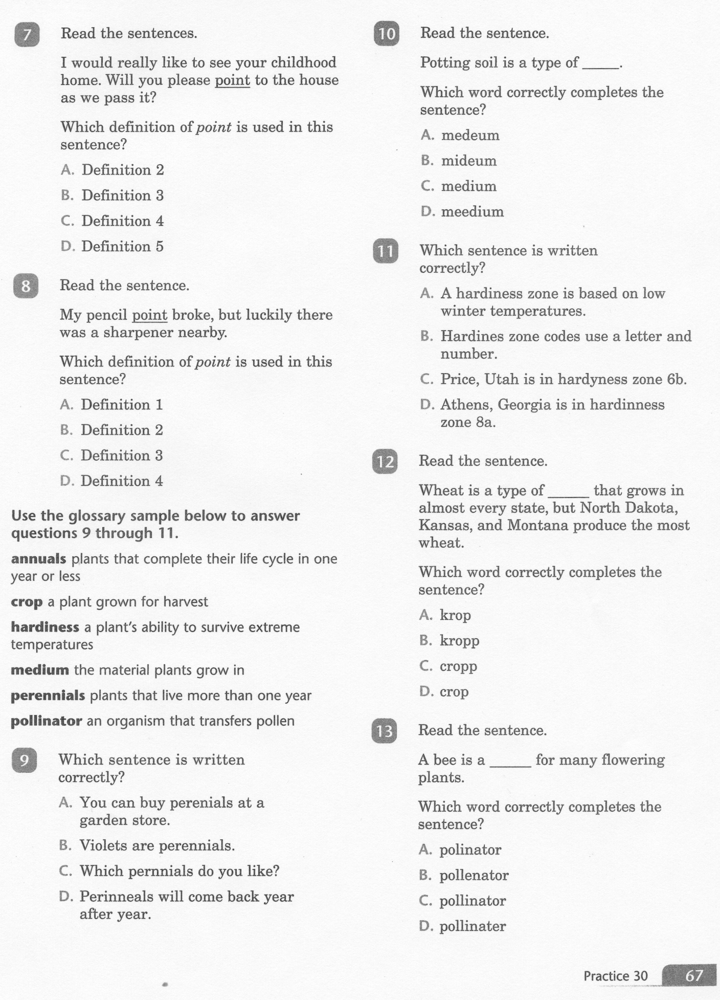 7 Read the sentences.
I would really like to see your childhood
home. Will you please point to the house
as we pass it?
Which definition of point is used in this
sentence?
A. Definition 2
B. Definition 3
C. Definition 4
D. Definition 5
8 Read the sentence.
My pencil point broke, but luckily there
was a sharpener nearby.
Which definition of point is used in this
sentence?
A. Definition 1
B. Definition 2
C. Definition 3
D. Definition 4
Use the glossary sample below to answer
questions 9 through 11.
annuals plants that complete their life cycle in one
year or less
crop a plant grown for harvest
hardiness a plant's ability to survive extreme
temperatures
medium the material plants grow in
perennials plants that live more than one year
pollinator an organism that transfers pollen
9 Which sentence is written
correctly?
A. You can buy perenials at a
garden store.
B. Violets are perennials.
C. Which pernnials do you like?
D. Perinneals will come back year
after year.
10 Read the sentence.
Potting soil is a type of _____.
Which word correctly completes the
sentence?
A. medeum
B. mideum
C. medium
D. meedium
11 Which sentence is written
correctly?
A. A hardiness zone is based on low
winter temperatures.
B. Hardines zone codes use a letter and
number.
C. Price, Utah is in hardyness zone 6b.
D. Athens, Georgia is in hardinness
zone 8a.
12 Read the sentence.
Wheat is a type of _____ that grows in
almost every state, but North Dakota,
Kansas, and Montana produce the most
wheat.
Which word correctly completes the
sentence?
A. krop
B. kropp
C. cropp
D. crop
13 Read the sentence.
A bee is a _____ for many flowering
plants.
Which word correctly completes the
sentence?
A. polinator
B. pollenator
C. pollinator
D. pollinater
Practice 30 67